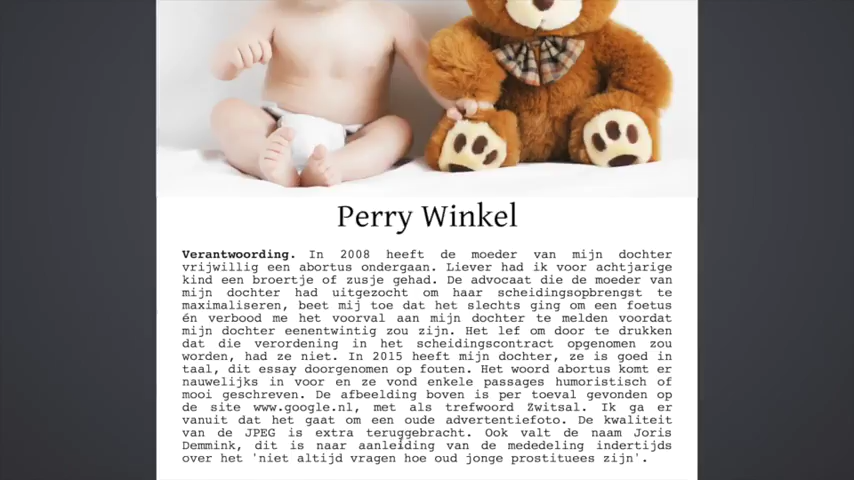 Perry Winkel
Verantwoording. In 2008 heeft de moeder van mijn dochter
vrijwillig een abortus ondergaan. Liever had ik voor achtjarige
kind een broertje of zusje gehad. De advocaat die de moeder van
mijn dochter had uitgezocht om haar scheidingsopbrengst te
maximaliseren, beet mij toe dat het slechts ging om een foetus
én verbood me het voorval aan mijn dochter te melden voordat
mijn dochter eenentwintig zou zijn. Het lef om door te drukken
dat die verordening in het scheidingscontract opgenomen zou
worden, had ze niet. In 2015 heeft mijn dochter, ze is goed in
taal, dit essay doorgenomen op fouten. Het woord abortus komt er
nauwelijks in voor en ze vond enkele passages humoristisch of
mooi geschreven. De afbeelding boven is per toeval gevonden op
de site www.google.nl, met als trefwoord Zwitsal. Ik ga er
vanuit dat het gaat om een oude advertentiefoto. De kwaliteit
van de JPEG is extra teruggebracht. Ook valt de naam Joris
Demmink, dit is naar aanleiding van de mededeling indertijds
over het 'niet altijd vragen hoe oud jonge prostituees zijn'.